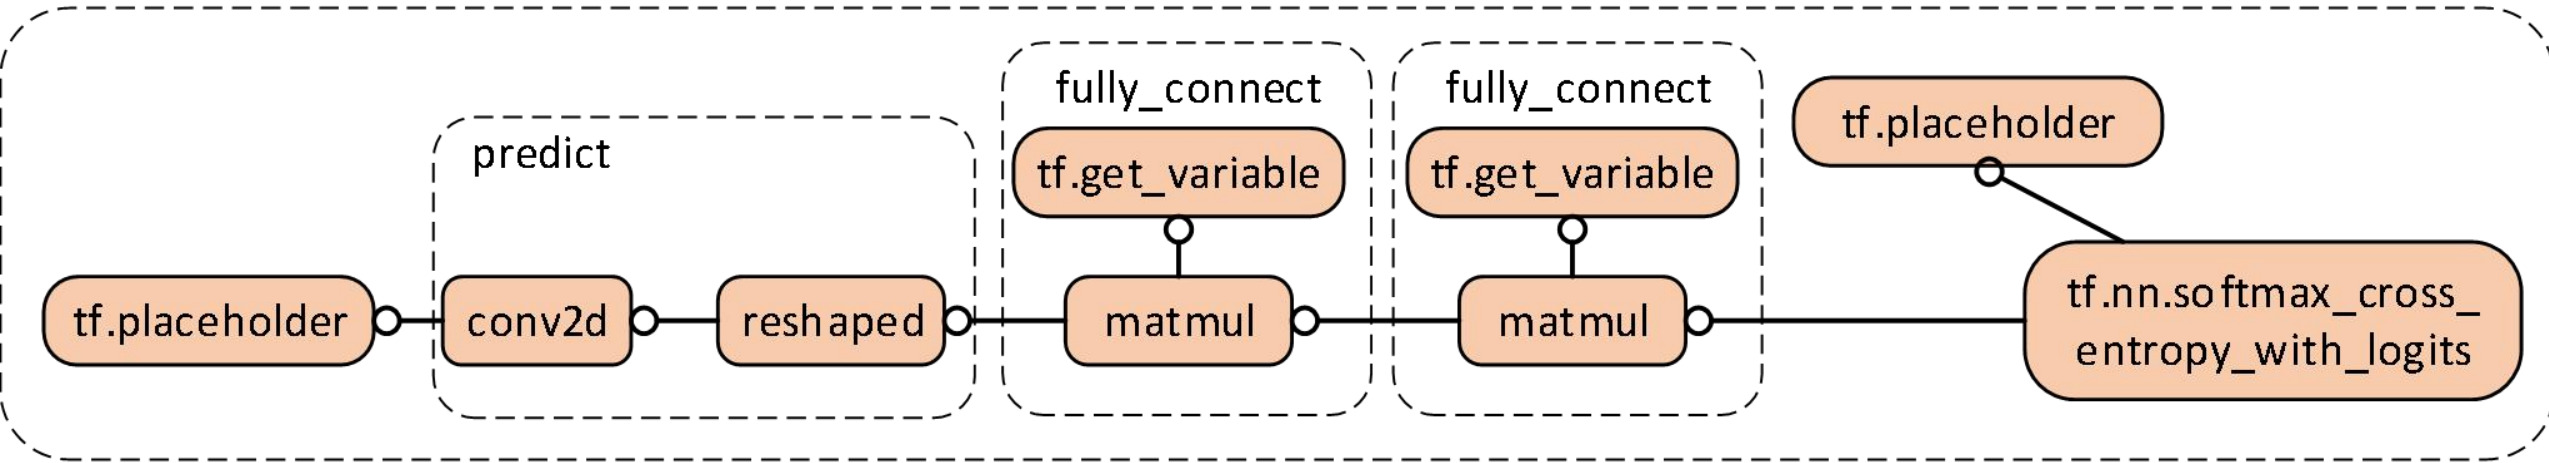 fully_connect
fully_connect
tf.placeholder
predict
tf.get_variable
tf.get_variable
tf.placeholder
conv2d
reshaped
matmul
matmul
tf.nn.softmax_cross_
entropy_with_logits